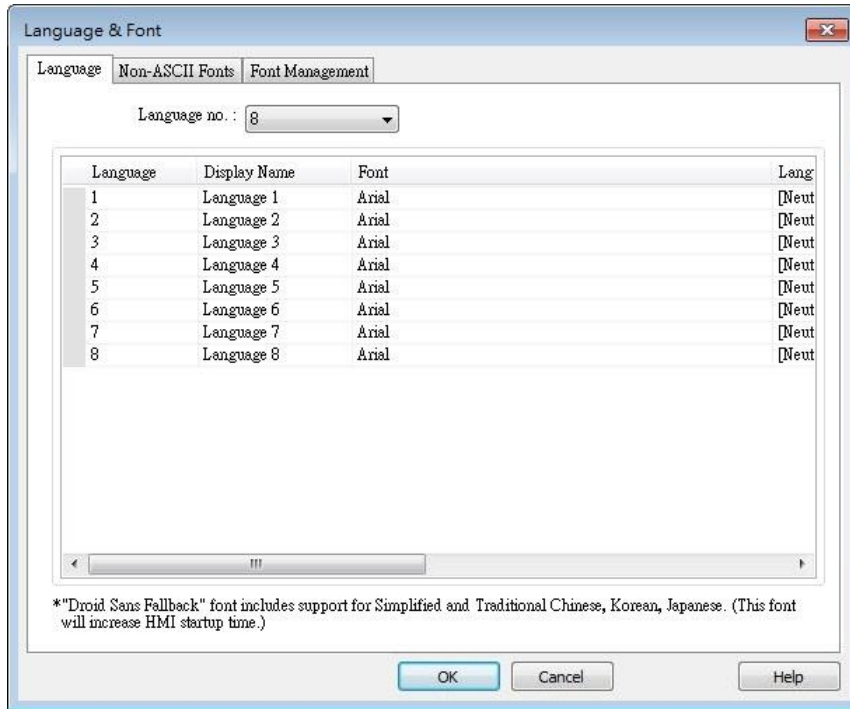 Language & Font
Language Non-ASCII Fonts Font Management
Language no. : 8
Language Display Name Font Lang
1 Language 1 Arial [Neut
2 Language 2 Arial [Neut
3 Language 3 Arial [Neut
4 Language 4 Arial [Neut
5 Language 5 Arial [Neut
6 Language 6 Arial [Neut
7 Language 7 Arial [Neut
8 Language 8 Arial [Neut
*"Droid Sans Fallback" font includes support for Simplified and Traditional Chinese, Korean, Japanese. (This font
will increase HMI startup time.)
OK Cancel Help